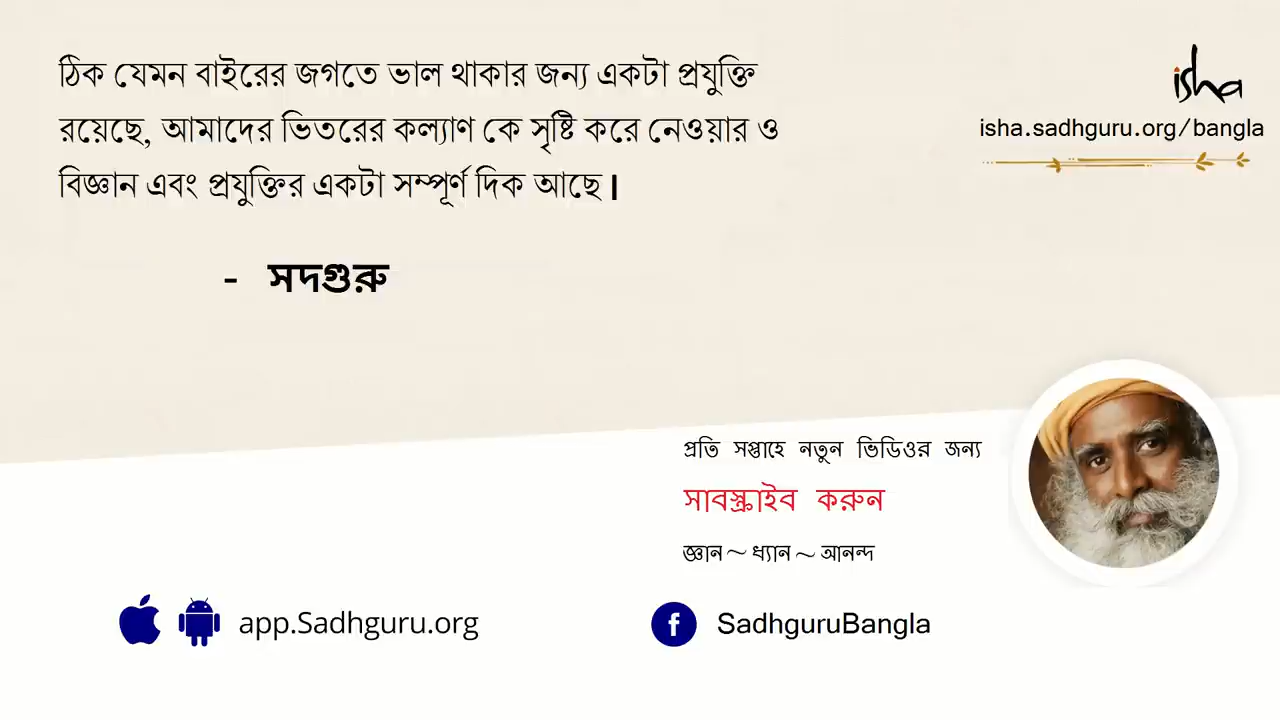 ঠিক যেমন বাইরের জগতে ভাল থাকার জন্য একটা প্রযুক্তি
রয়েছে, আমাদের ভিতরের কল্যাণ কে সৃষ্টি করে নেওয়ার ও
বিজ্ঞান এবং প্রযুক্তির একটা সম্পূর্ণ দিক আছে।
- সদগুরু
isha
isha.sadhguru.org/bangla
প্রতি সপ্তাহে নতুন ভিডিওর জন্য
সাবস্ক্রাইব করুন
জ্ঞান ~ ধ্যান ~ আনন্দ
app.Sadhguru.org
f SadhguruBangla